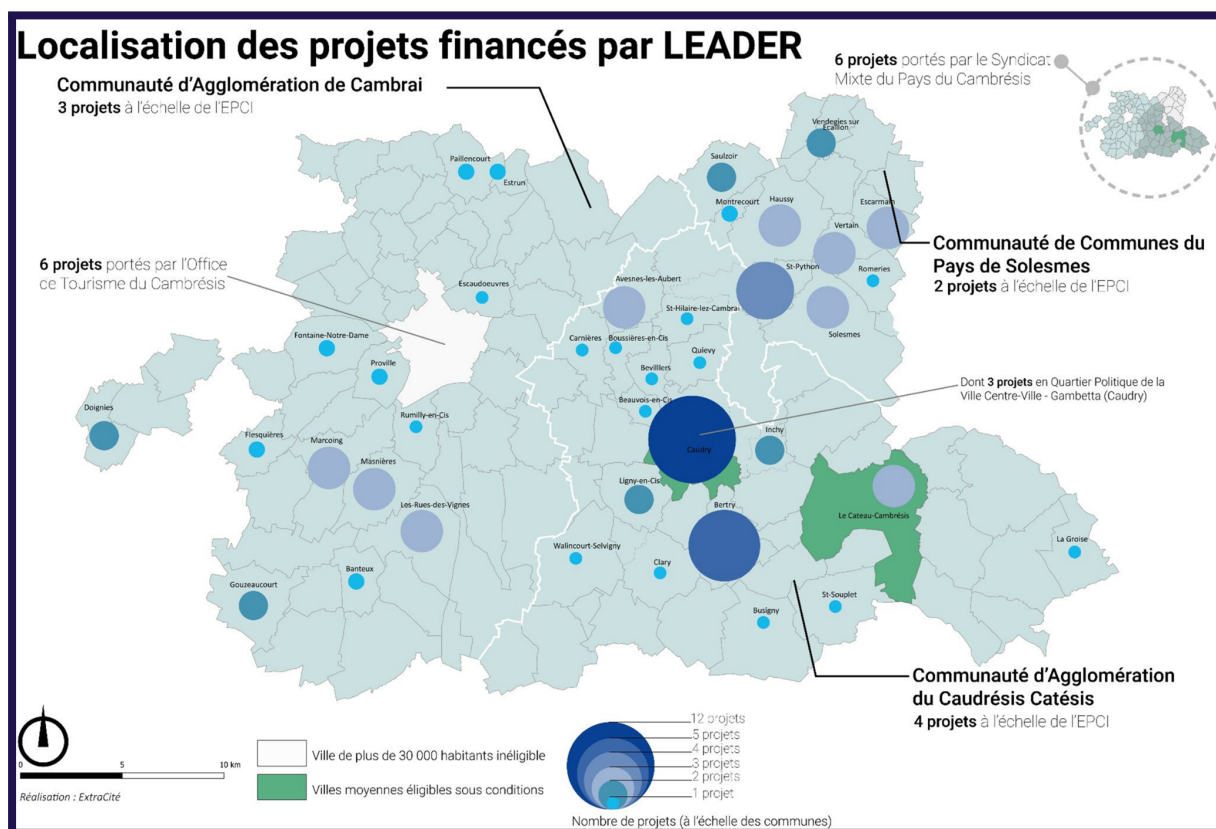 Localisation des projets financés par LEADER
Communauté d'Agglomération de Cambrai
3 projets à l'échelle de l'EPCI
6 projets portés par le Syndicat
Mixte du Pays du Cambrésis
Vendegies sur
Ecaillon
Saulzoir
Paillencourt
Estrun
Montrecourt
Haussy
Escarmain
Vertain
Communauté de Communes du
Pays de Solesmes
2 projets à l'échelle de l'EPCI
6 projets portés par l'Office
de Tourisme du Cambrésis
St-Python
Romeries
Avesnes-les-Aubert
Escaudoeuvres
St-Hilaire-lez-Cambrai
Solesmes
Fontaine-Notre-Dame
Carnières
Boussières-en-Cis
Quievy
Proville
Bevilllers
Dont 3 projets en Quartier Politique de la
Ville Centre-Ville - Gambetta (Caudry)
Beauvois-en-Cis
Doignies
Rumilly-en-Cis
Flesquières
Marcoing
Inchy
Caudry
Masnières
Ligny-en-Cis
Les-Rues-des-Vignes
Bertry
Le Cateau-Cambrésis
Walincourt-Selvigny
La Groise
Banteux
Clary
Gouzeaucourt
St-Souplet
Busigny
Communauté d'Agglomération
du Caudrésis Catésis
4 projets à l'échelle de l'EPCI
0 5 10 km
Réalisation : ExtraCité
Ville de plus de 30 000 habitants inéligible
Villes moyennes éligibles sous conditions
12 projets
5 projets
4 projets
3 projets
2 projets
1 projet
Nombre de projets (à l'échelle des communes)